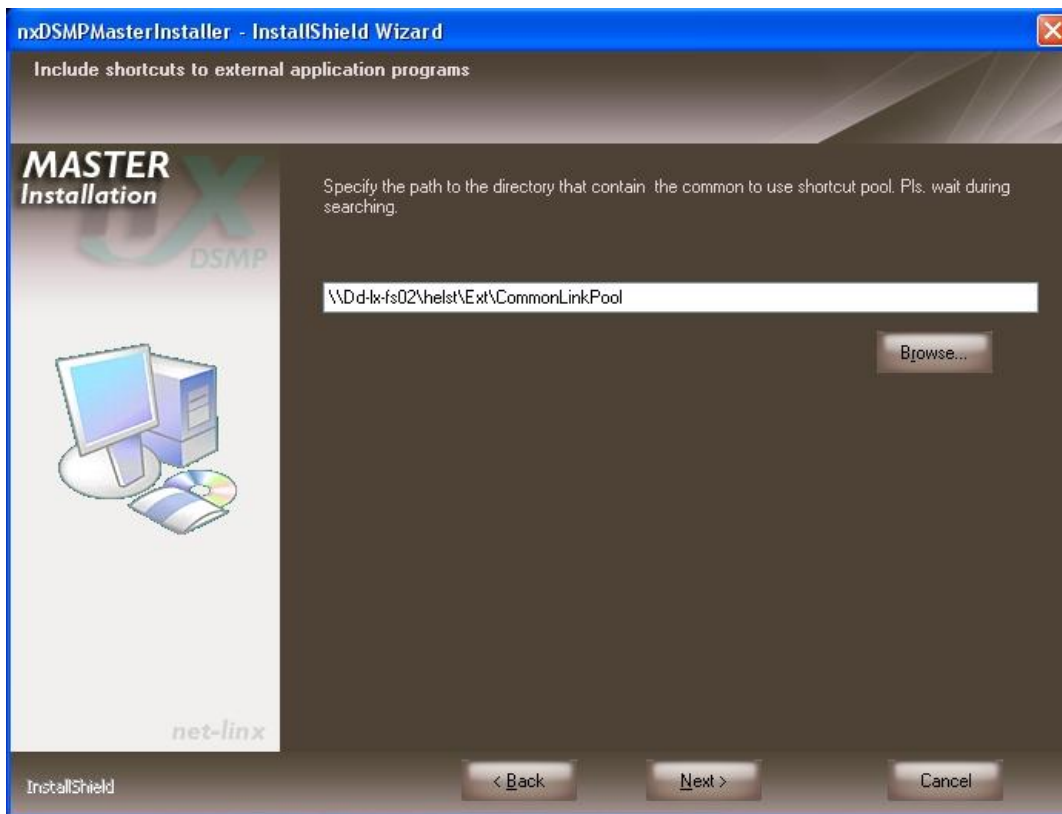 nxDSMPMasterInstaller - InstallShield Wizard
Include shortcuts to external application programs
MASTER
Installation
nX
DSMP
Specify the path to the directory that contain the common to use shortcut pool. Pls. wait during
searching.
\\Dd-lx-fs02\helst\Ext\CommonLinkPool
Browse...
net-linx
InstallShield
< Back
Next >
Cancel